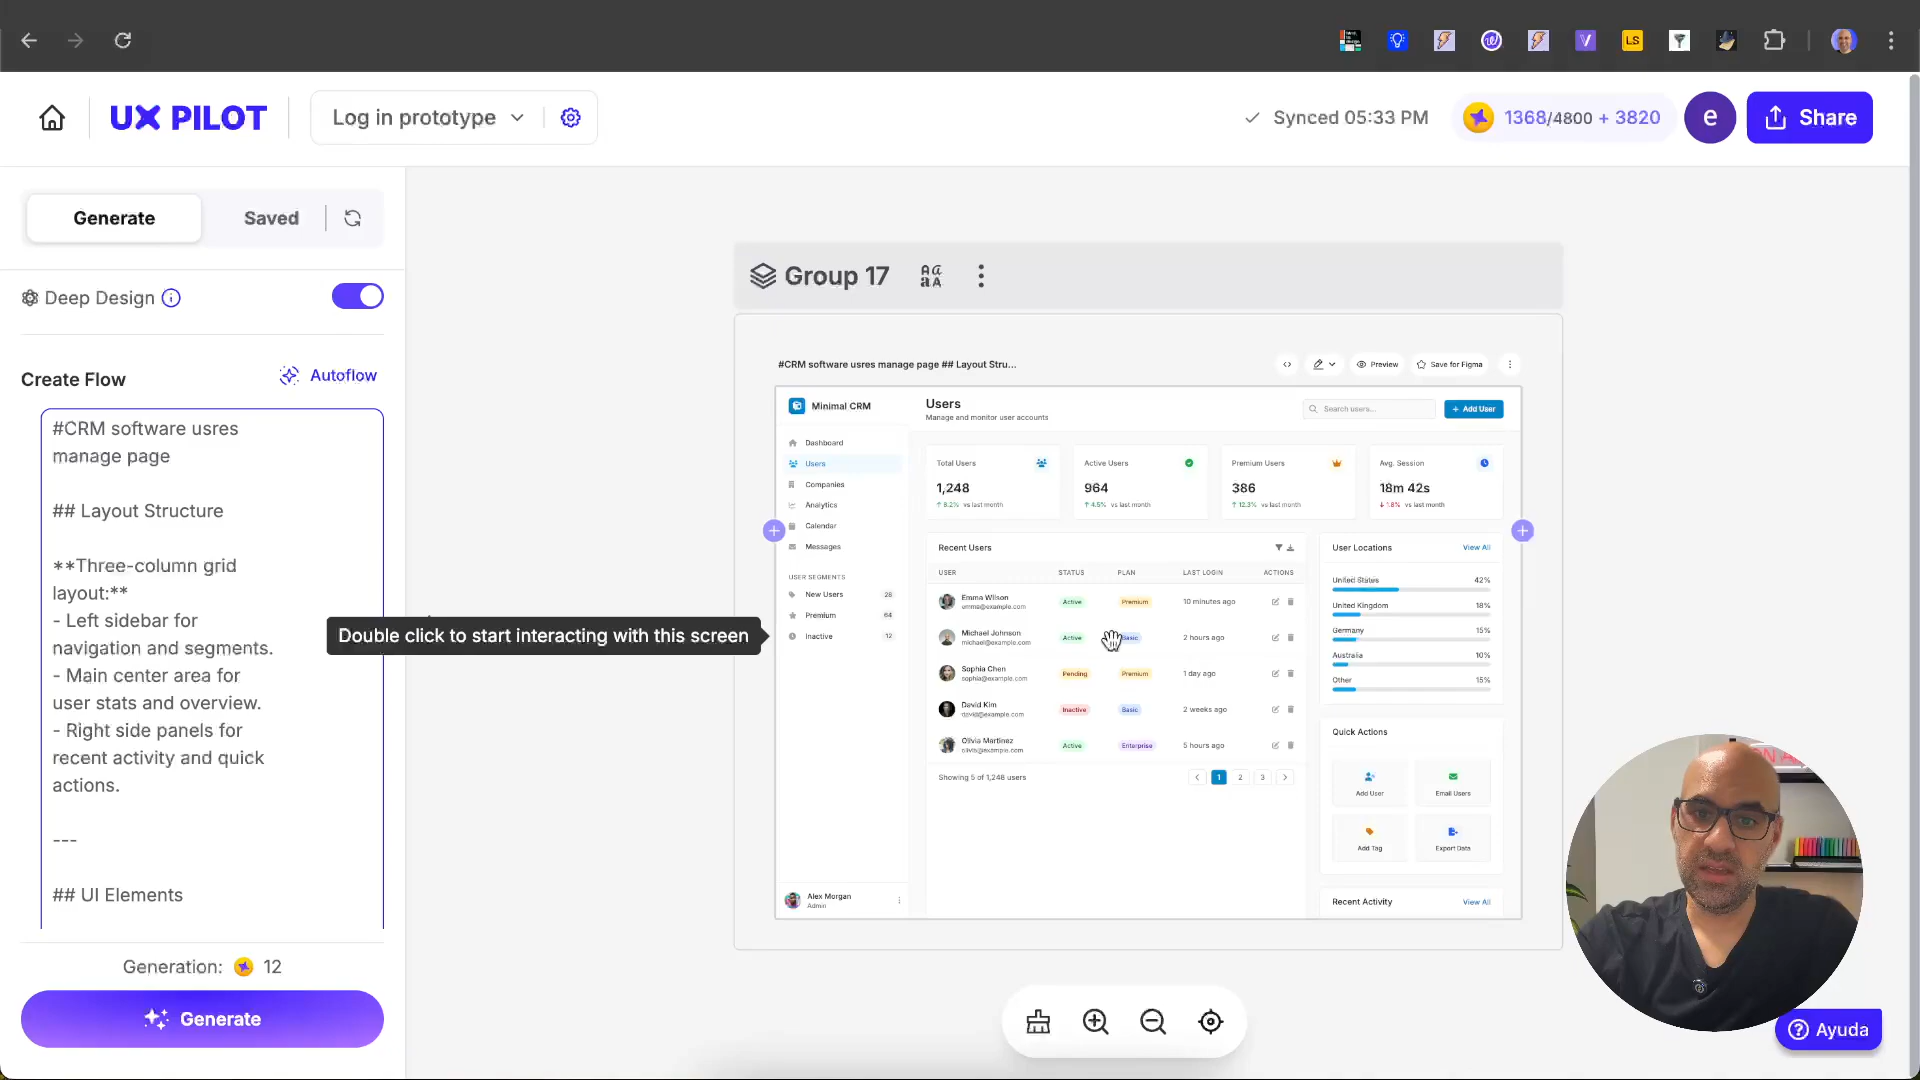 UX PILOT
Log in prototype
Synced 05:33 PM
1368/4800 + 3820
e
Share
V
LS
Generate
Saved
Deep Design
Create Flow
Autoflow
#CRM software usres
manage page
## Layout Structure
**Three-column grid
layout:**
- Left sidebar for
navigation and segments.
- Main center area for
user stats and overview.
- Right side panels for
recent activity and quick
actions.
---
## UI Elements
Generation: 12
Generate
Group 17
#CRM software usres manage page ## Layout Stru...
Preview
Save for Figma
Minimal CRM
Dashboard
Users
Companies
Analytics
Calendar
Messages
USER SEGMENTS
New Users 28
Premium 64
Inactive 12
Alex Morgan
Admin
Users
Manage and monitor user accounts
Search users...
+ Add User
Total Users
1,248
↑ 8.2% vs last month
Active Users
964
↑ 4.5% vs last month
Premium Users
386
↑ 12.3% vs last month
Avg. Session
18m 42s
↓ 1.8% vs last month
Recent Users
USER STATUS PLAN LAST LOGIN ACTIONS
Emma Wilson
emma@example.com
Active Premium 10 minutes ago
Michael Johnson
michael@example.com
Active Basic 2 hours ago
Sophia Chen
sophia@example.com
Pending Premium 1 day ago
David Kim
david@example.com
Inactive Basic 2 weeks ago
Olivia Martinez
olivia@example.com
Active Enterprise 5 hours ago
Showing 5 of 1,248 users
1 2 3
User Locations View All
United States 42%
United Kingdom 18%
Germany 15%
Australia 10%
Other 15%
Quick Actions
Add User
Email Users
Add Tag
Export Data
Recent Activity View All
Double click to start interacting with this screen
Ayuda